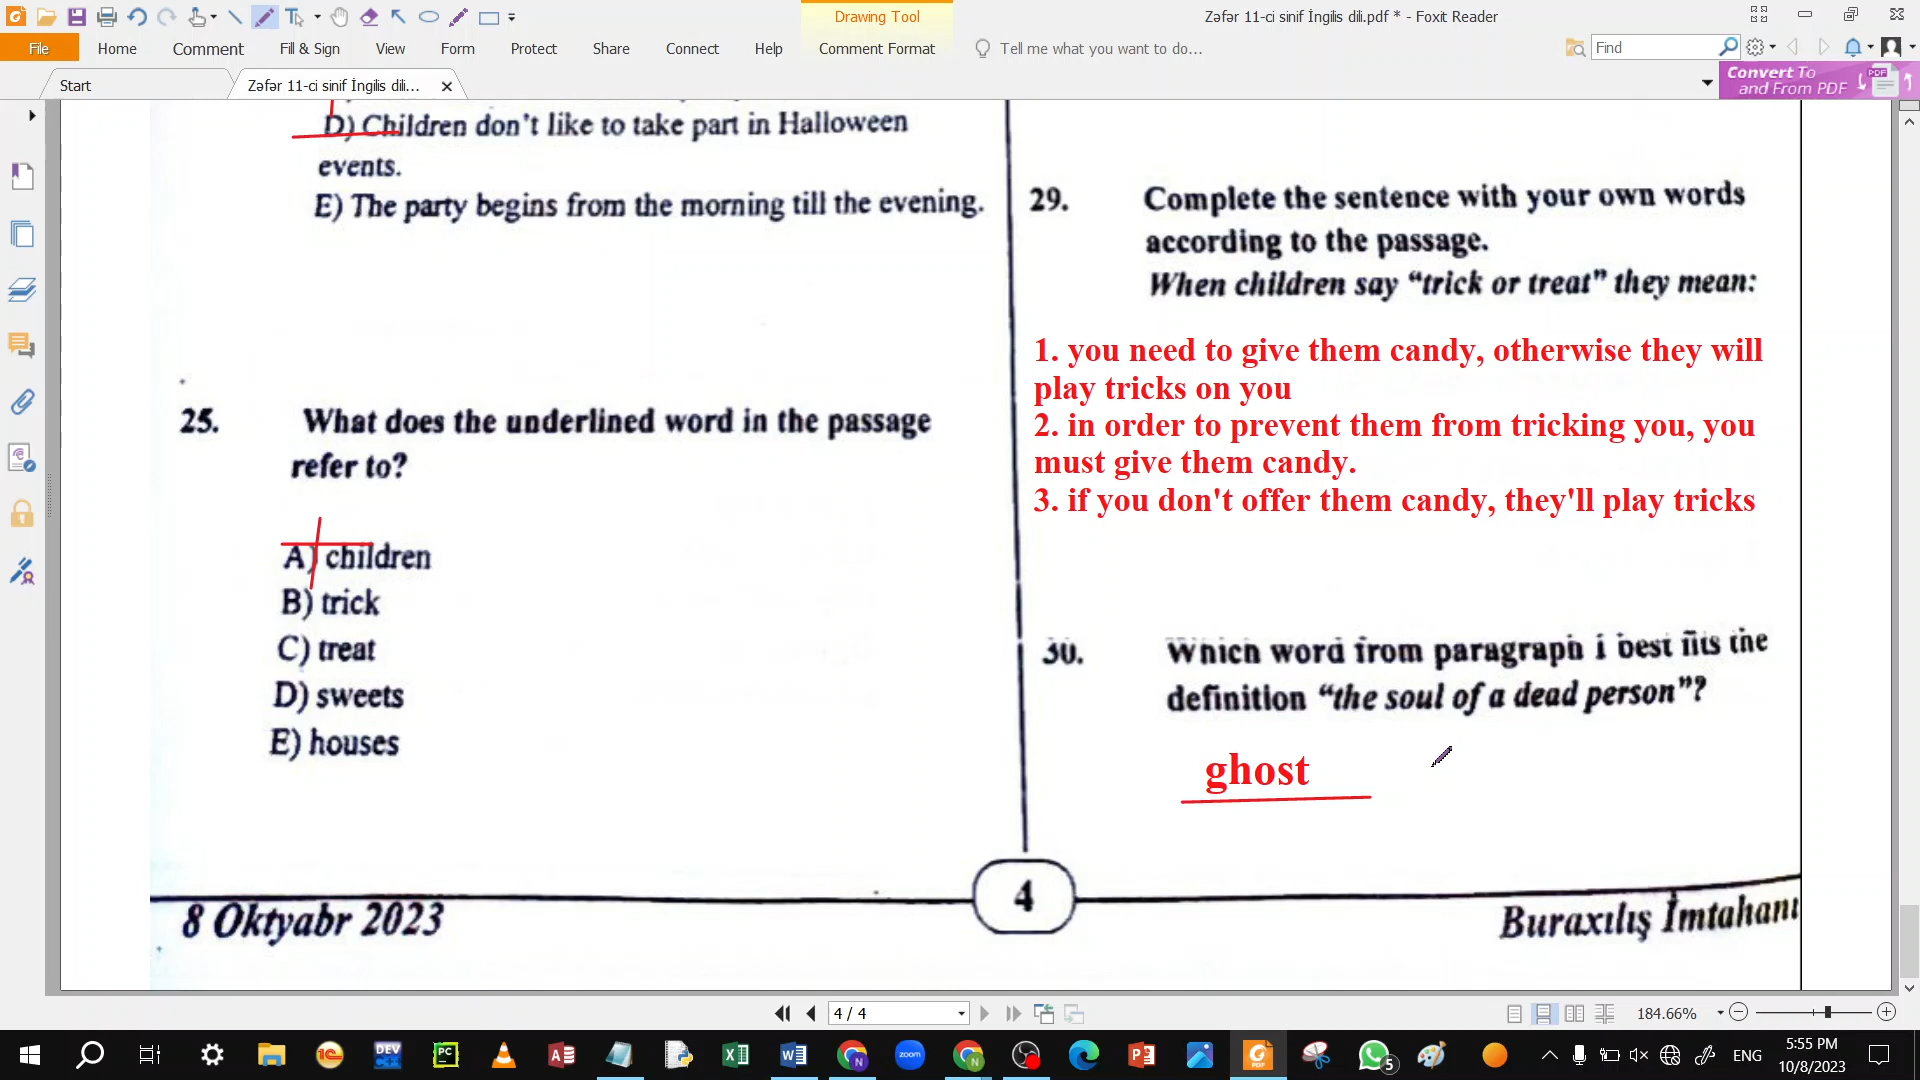 Drawing Tool
Zəfər 11-ci sinif İngilis dili.pdf * - Foxit Reader
File
Home
Comment
Fill & Sign
View
Form
Protect
Share
Connect
Help
Comment Format
Tell me what you want to do...
Find
Start
Zəfər 11-ci sinif İngilis dili...
Convert To
and From PDF
PDF
D) Children don't like to take part in Halloween
events.
E) The party begins from the morning till the evening.
25. What does the underlined word in the passage
refer to?
A) children
B) trick
C) treat
D) sweets
E) houses
29. Complete the sentence with your own words
according to the passage.
When children say “trick or treat” they mean:
1. you need to give them candy, otherwise they will
play tricks on you
2. in order to prevent them from tricking you, you
must give them candy.
3. if you don't offer them candy, they'll play tricks
30. Which word from paragraph 1 best fits the
definition “the soul of a dead person”?
ghost
4
8 Oktyabr 2023
Buraxılış İmtahanı
4 / 4
184.66%
DEV
PC
zoom
5
ENG
5:55 PM
10/8/2023